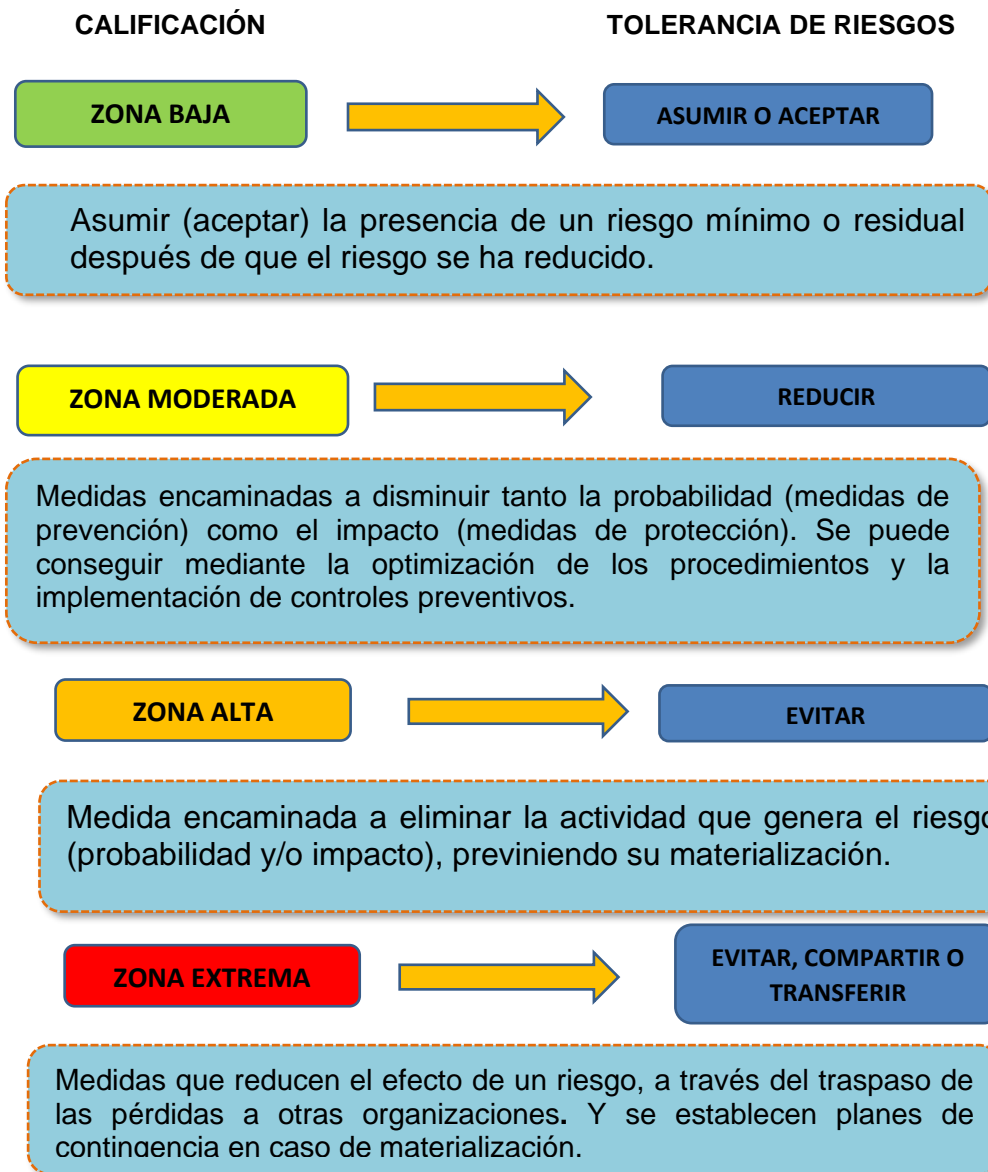 CALIFICACIÓN TOLERANCIA DE RIESGOS
ZONA BAJA ASUMIR O ACEPTAR
Asumir (aceptar) la presencia de un riesgo mínimo o residual
después de que el riesgo se ha reducido.
ZONA MODERADA REDUCIR
Medidas encaminadas a disminuir tanto la probabilidad (medidas de
prevención) como el impacto (medidas de protección). Se puede
conseguir mediante la optimización de los procedimientos y la
implementación de controles preventivos.
ZONA ALTA EVITAR
Medida encaminada a eliminar la actividad que genera el riesgo
(probabilidad y/o impacto), previniendo su materialización.
ZONA EXTREMA EVITAR, COMPARTIR O
TRANSFERIR
Medidas que reducen el efecto de un riesgo, a través del traspaso de
las pérdidas a otras organizaciones. Y se establecen planes de
contingencia en caso de materialización.